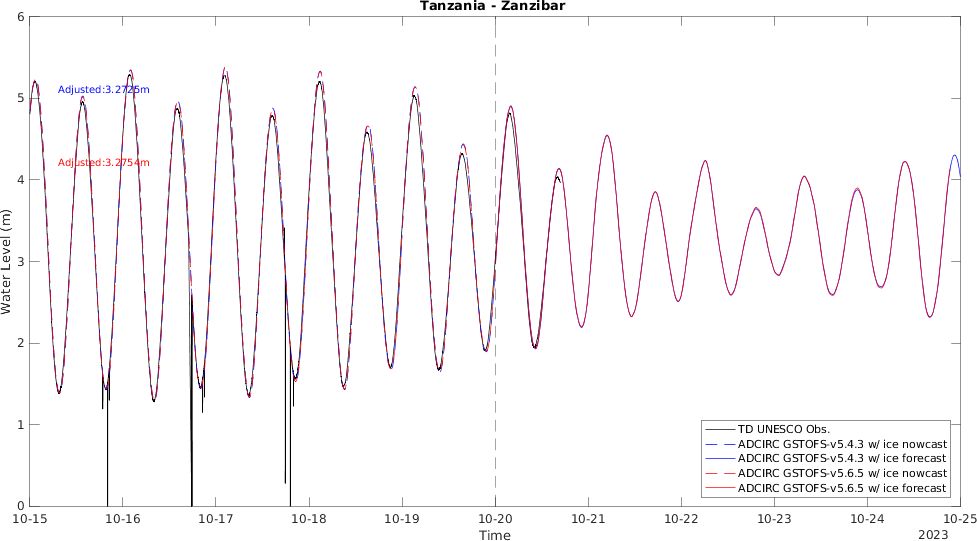 Tanzania - Zanzibar
6
5
4
3
2
1
0
Water Level (m)
Adjusted:3.2725m
Adjusted:3.2754m
TD UNESCO Obs.
ADCIRC GSTOFS-v5.4.3 w/ ice nowcast
ADCIRC GSTOFS-v5.4.3 w/ ice forecast
ADCIRC GSTOFS-v5.6.5 w/ ice nowcast
ADCIRC GSTOFS-v5.6.5 w/ ice forecast
10-15 10-16 10-17 10-18 10-19 10-20 10-21 10-22 10-23 10-24 10-25
Time
2023